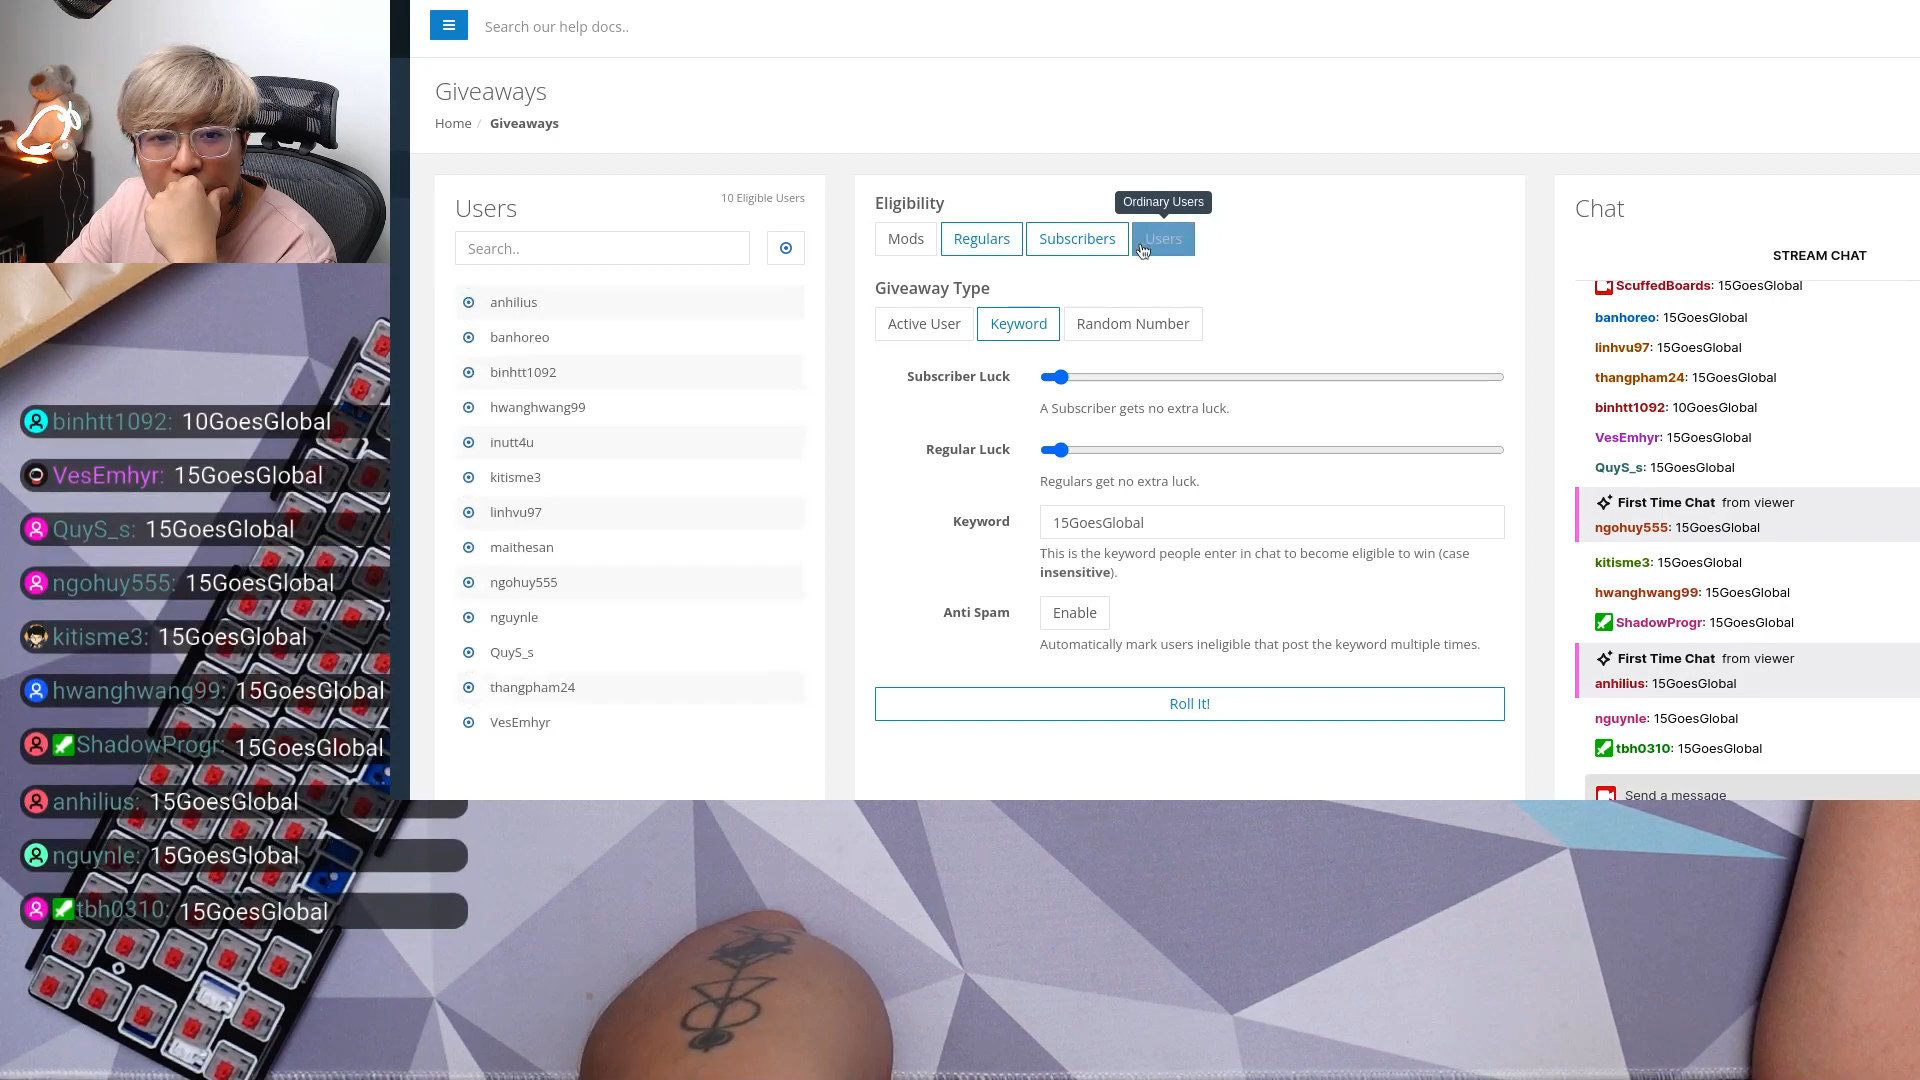 Search our help docs..
Giveaways
Home / Giveaways
Users
10 Eligible Users
Search..
anhilius
banhoreo
binhtt1092
hwanghwang99
inutt4u
kitisme3
linhvu97
maithesan
ngohuy555
nguynle
QuyS_s
thangpham24
VesEmhyr
Eligibility
Ordinary Users
Mods Regulars Subscribers Users
Giveaway Type
Active User Keyword Random Number
Subscriber Luck
A Subscriber gets no extra luck.
Regular Luck
Regulars get no extra luck.
Keyword 15GoesGlobal
This is the keyword people enter in chat to become eligible to win (case
insensitive).
Anti Spam Enable
Automatically mark users ineligible that post the keyword multiple times.
Roll It!
Chat
STREAM CHAT
ScuffedBoards: 15GoesGlobal
banhoreo: 15GoesGlobal
linhvu97: 15GoesGlobal
thangpham24: 15GoesGlobal
binhtt1092: 10GoesGlobal
VesEmhyr: 15GoesGlobal
QuyS_s: 15GoesGlobal
First Time Chat from viewer
ngohuy555: 15GoesGlobal
kitisme3: 15GoesGlobal
hwanghwang99: 15GoesGlobal
ShadowProgr: 15GoesGlobal
First Time Chat from viewer
anhilius: 15GoesGlobal
nguynle: 15GoesGlobal
tbh0310: 15GoesGlobal
Send a message
binhtt1092: 10GoesGlobal
VesEmhyr: 15GoesGlobal
QuyS_s: 15GoesGlobal
ngohuy555: 15GoesGlobal
kitisme3: 15GoesGlobal
hwanghwang99: 15GoesGlobal
ShadowProgr: 15GoesGlobal
anhilius: 15GoesGlobal
nguynle: 15GoesGlobal
tbh0310: 15GoesGlobal